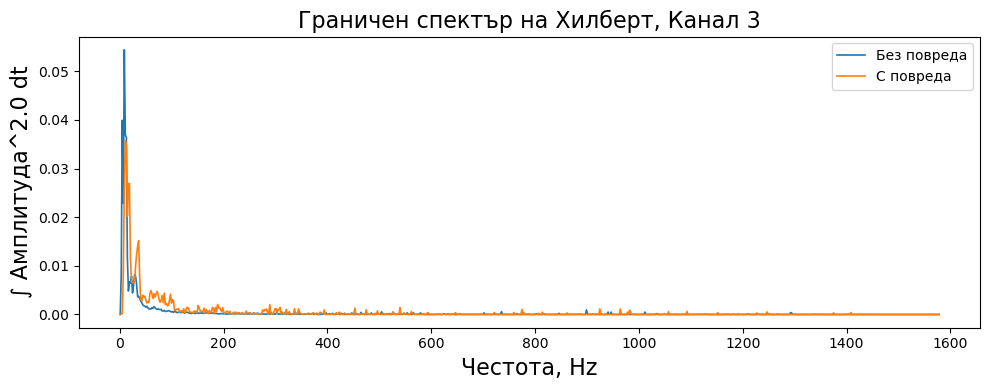 Граничен спектър на Хилберт, Канал 3
Без повреда
С повреда
∫ Амплитуда^2.0 dt
0.05
0.04
0.03
0.02
0.01
0.00
0 200 400 600 800 1000 1200 1400 1600
Честота, Hz